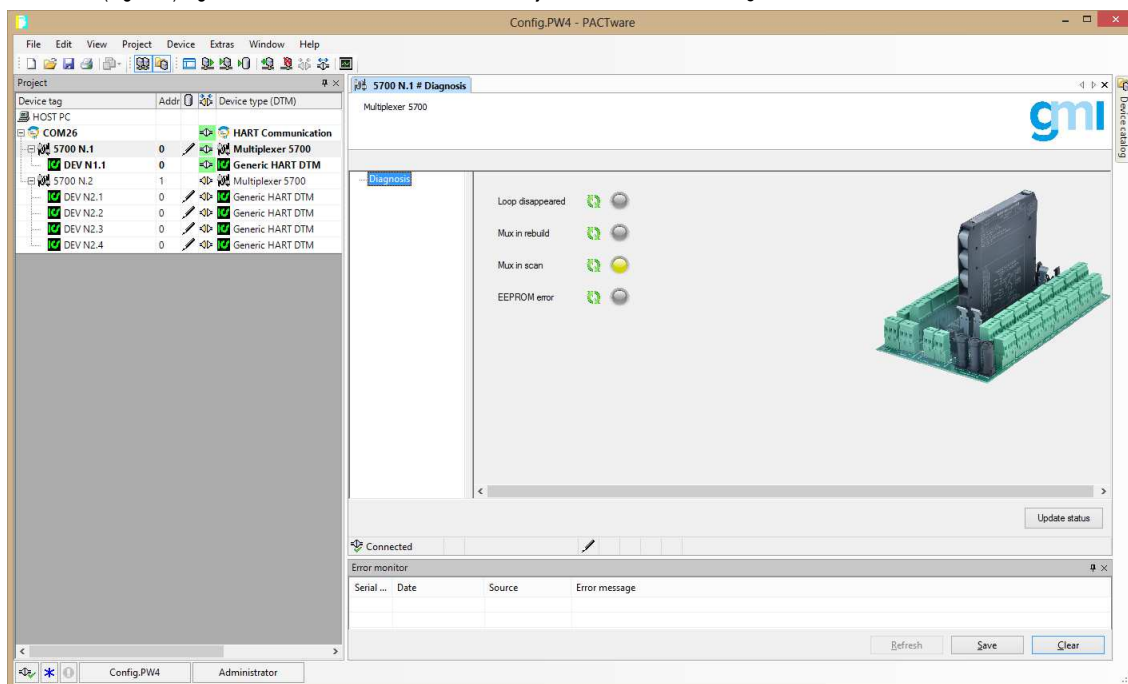 Config.PW4 - PACTware
File Edit View Project Device Extras Window Help
Project
Device tag Addr Device type (DTM)
HOST PC
COM26 HART Communication
5700 N.1 0 Multiplexer 5700
DEV N1.1 0 Generic HART DTM
5700 N.2 1 Multiplexer 5700
DEV N2.1 0 Generic HART DTM
DEV N2.2 0 Generic HART DTM
DEV N2.3 0 Generic HART DTM
DEV N2.4 0 Generic HART DTM
5700 N.1 # Diagnosis
Multiplexer 5700
gmi
Device catalog
Diagnosis
Loop disappeared
Mux in rebuild
Mux in scan
EEPROM error
Update status
Connected
Error monitor
Serial ... Date Source Error message
Refresh Save Clear
Config.PW4 Administrator